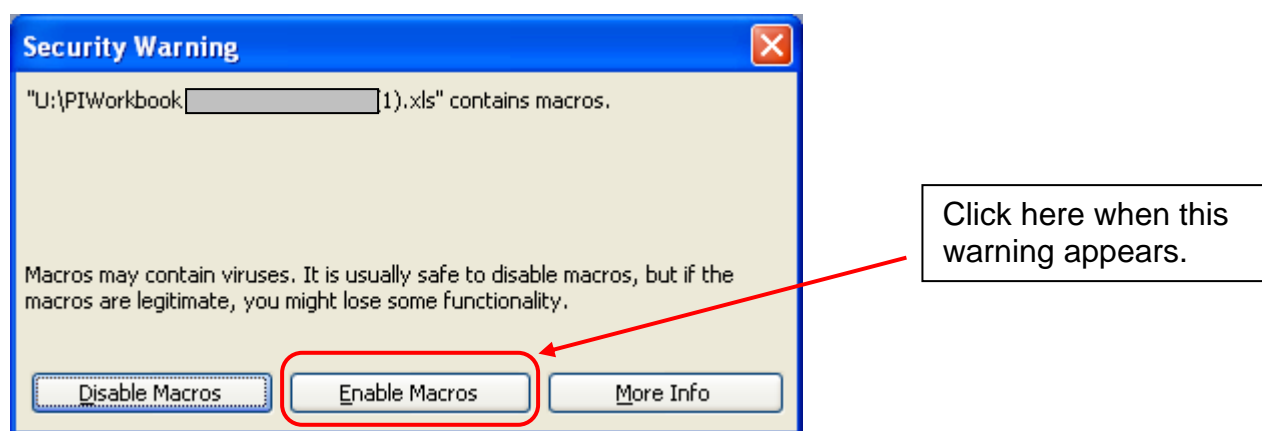 Security Warning
"U:\PIWorkbook (1).xls" contains macros.
Click here when this
warning appears.
Macros may contain viruses. It is usually safe to disable macros, but if the
macros are legitimate, you might lose some functionality.
Disable Macros
Enable Macros
More Info